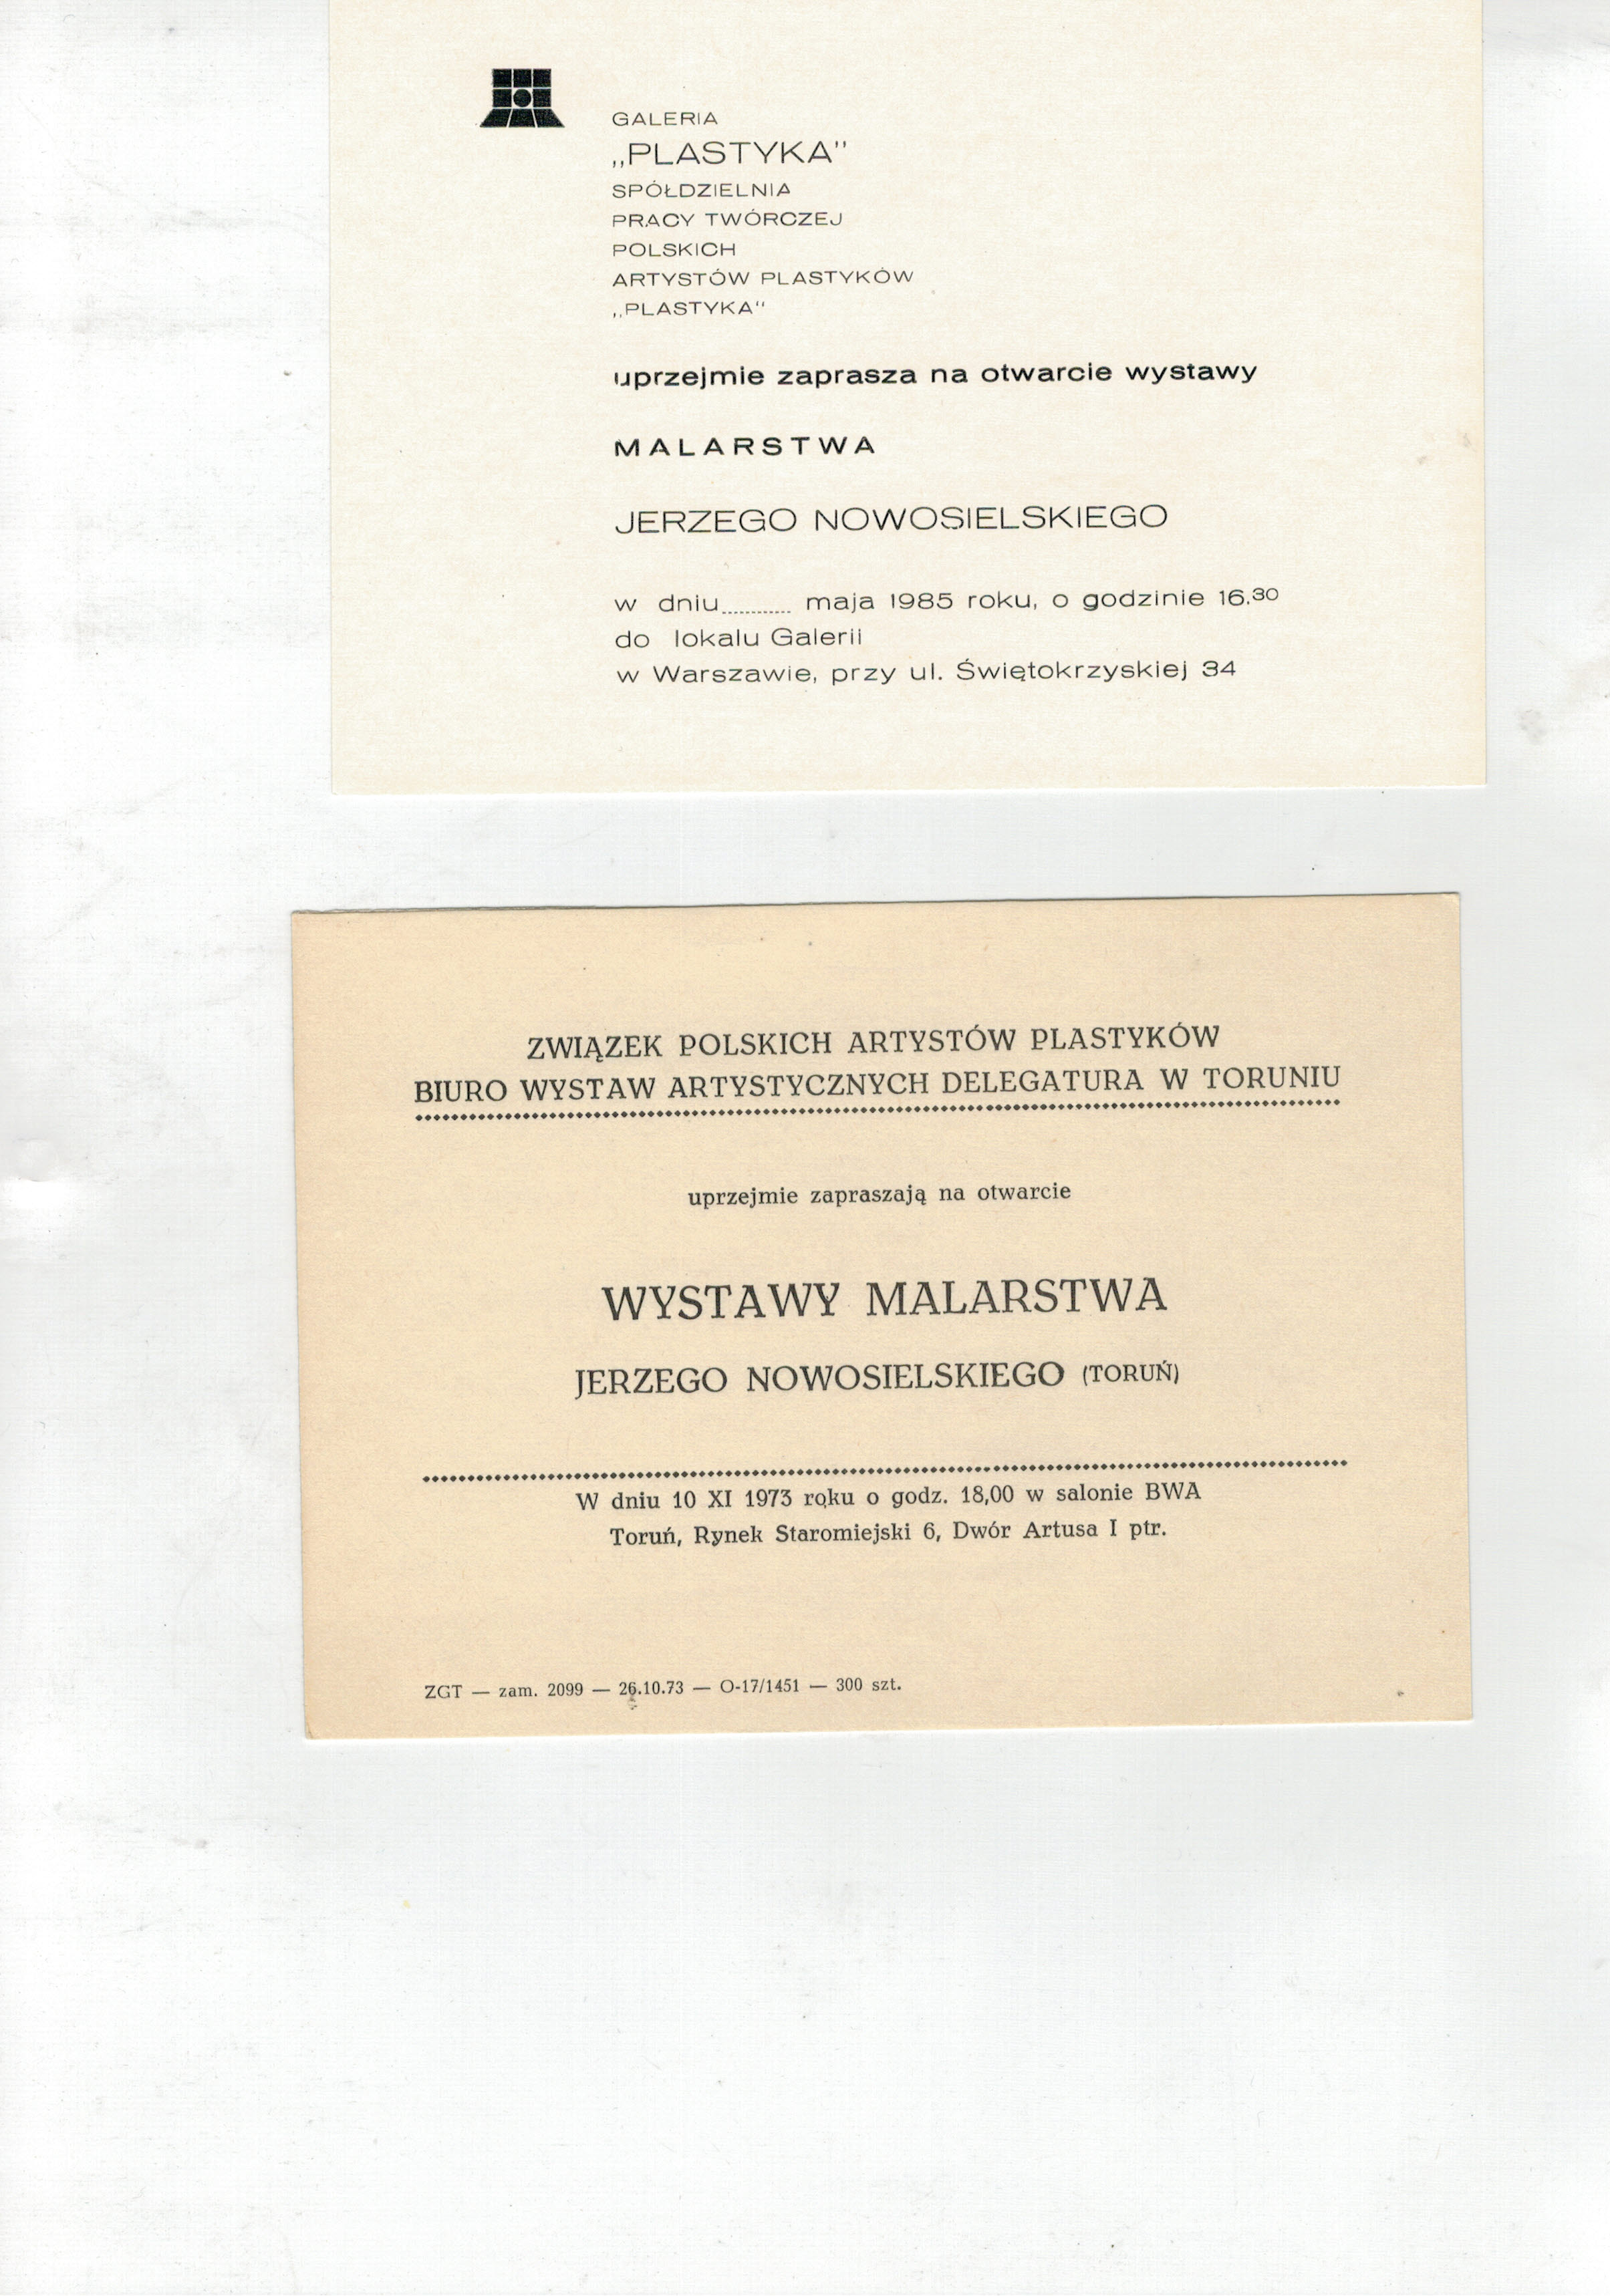 GALERIA
„PLASTYKA”
SPÓŁDZIELNIA
PRACY TWÓRCZEJ
POLSKICH
ARTYSTÓW PLASTYKÓW
„PLASTYKA”
uprzejmie zaprasza na otwarcie wystawy
MALARSTWA
JERZEGO NOWOSIELSKIEGO
w dniu........... maja 1985 roku, o godzinie 16.30
do lokalu Galerii
w Warszawie, przy ul. Świętokrzyskiej 34
ZWIĄZEK POLSKICH ARTYSTÓW PLASTYKÓW
BIURO WYSTAW ARTYSTYCZNYCH DELEGATURA W TORUNIU
uprzejmie zapraszają na otwarcie
WYSTAWY MALARSTWA
JERZEGO NOWOSIELSKIEGO (TORUŃ)
W dniu 10 XI 1973 roku o godz. 18,00 w salonie BWA
Toruń, Rynek Staromiejski 6, Dwór Artusa I ptr.
ZGT — zam. 2099 — 26.10.73 — O-17/1451 — 300 szt.